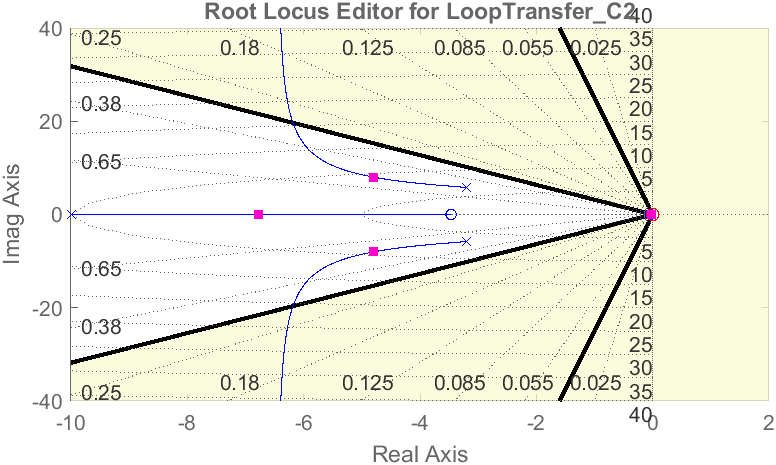 Root Locus Editor for LoopTransfer_C2
40
0.25 0.18 0.125 0.085 0.055 0.025 40
35
30
0.38 25
20 20
15
0.65 10
5
0
5
0.65 10
15
-20 20
0.38 25
30
0.25 0.18 0.125 0.085 0.055 0.025 35
-40 40
-10 -8 -6 -4 -2 0 2
Real Axis
Imag Axis